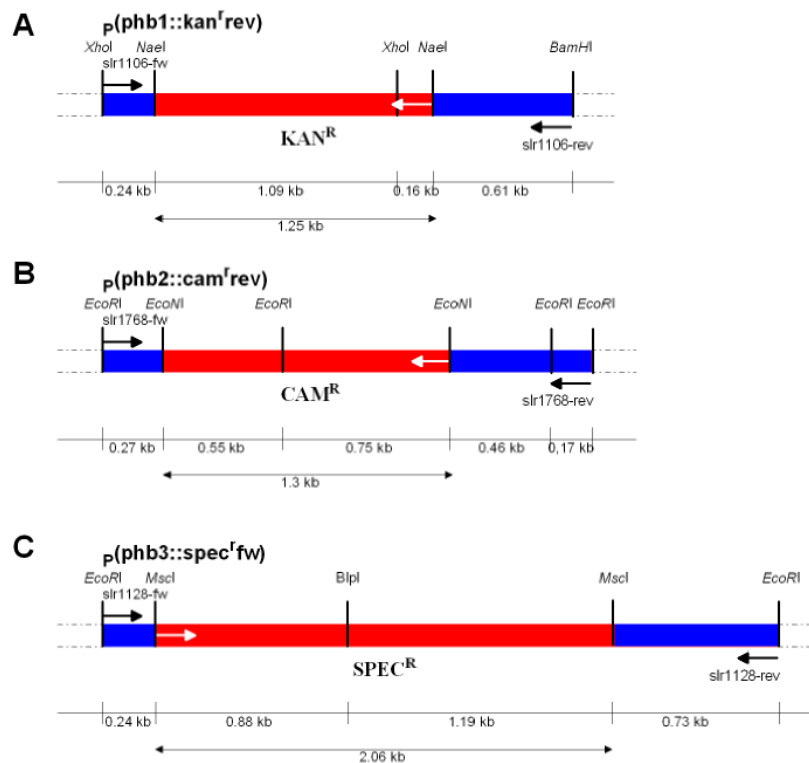 A
P(phb1::kanʳrev)
XhoI NaeI XhoI NaeI BamHI
slr1106-fw
KANᴿ
slr1106-rev
0.24 kb 1.09 kb 0.16 kb 0.61 kb
1.25 kb
B
P(phb2::camʳrev)
EcoRI EcoNI EcoRI EcoNI EcoRI EcoRI
slr1768-fw
CAMᴿ
slr1768-rev
0.27 kb 0.55 kb 0.75 kb 0.46 kb 0,17 kb
1.3 kb
C
P(phb3::specʳfw)
EcoRI MscI BlpI MscI EcoRI
slr1128-fw
SPECᴿ
slr1128-rev
0.24 kb 0.88 kb 1.19 kb 0.73 kb
2.06 kb